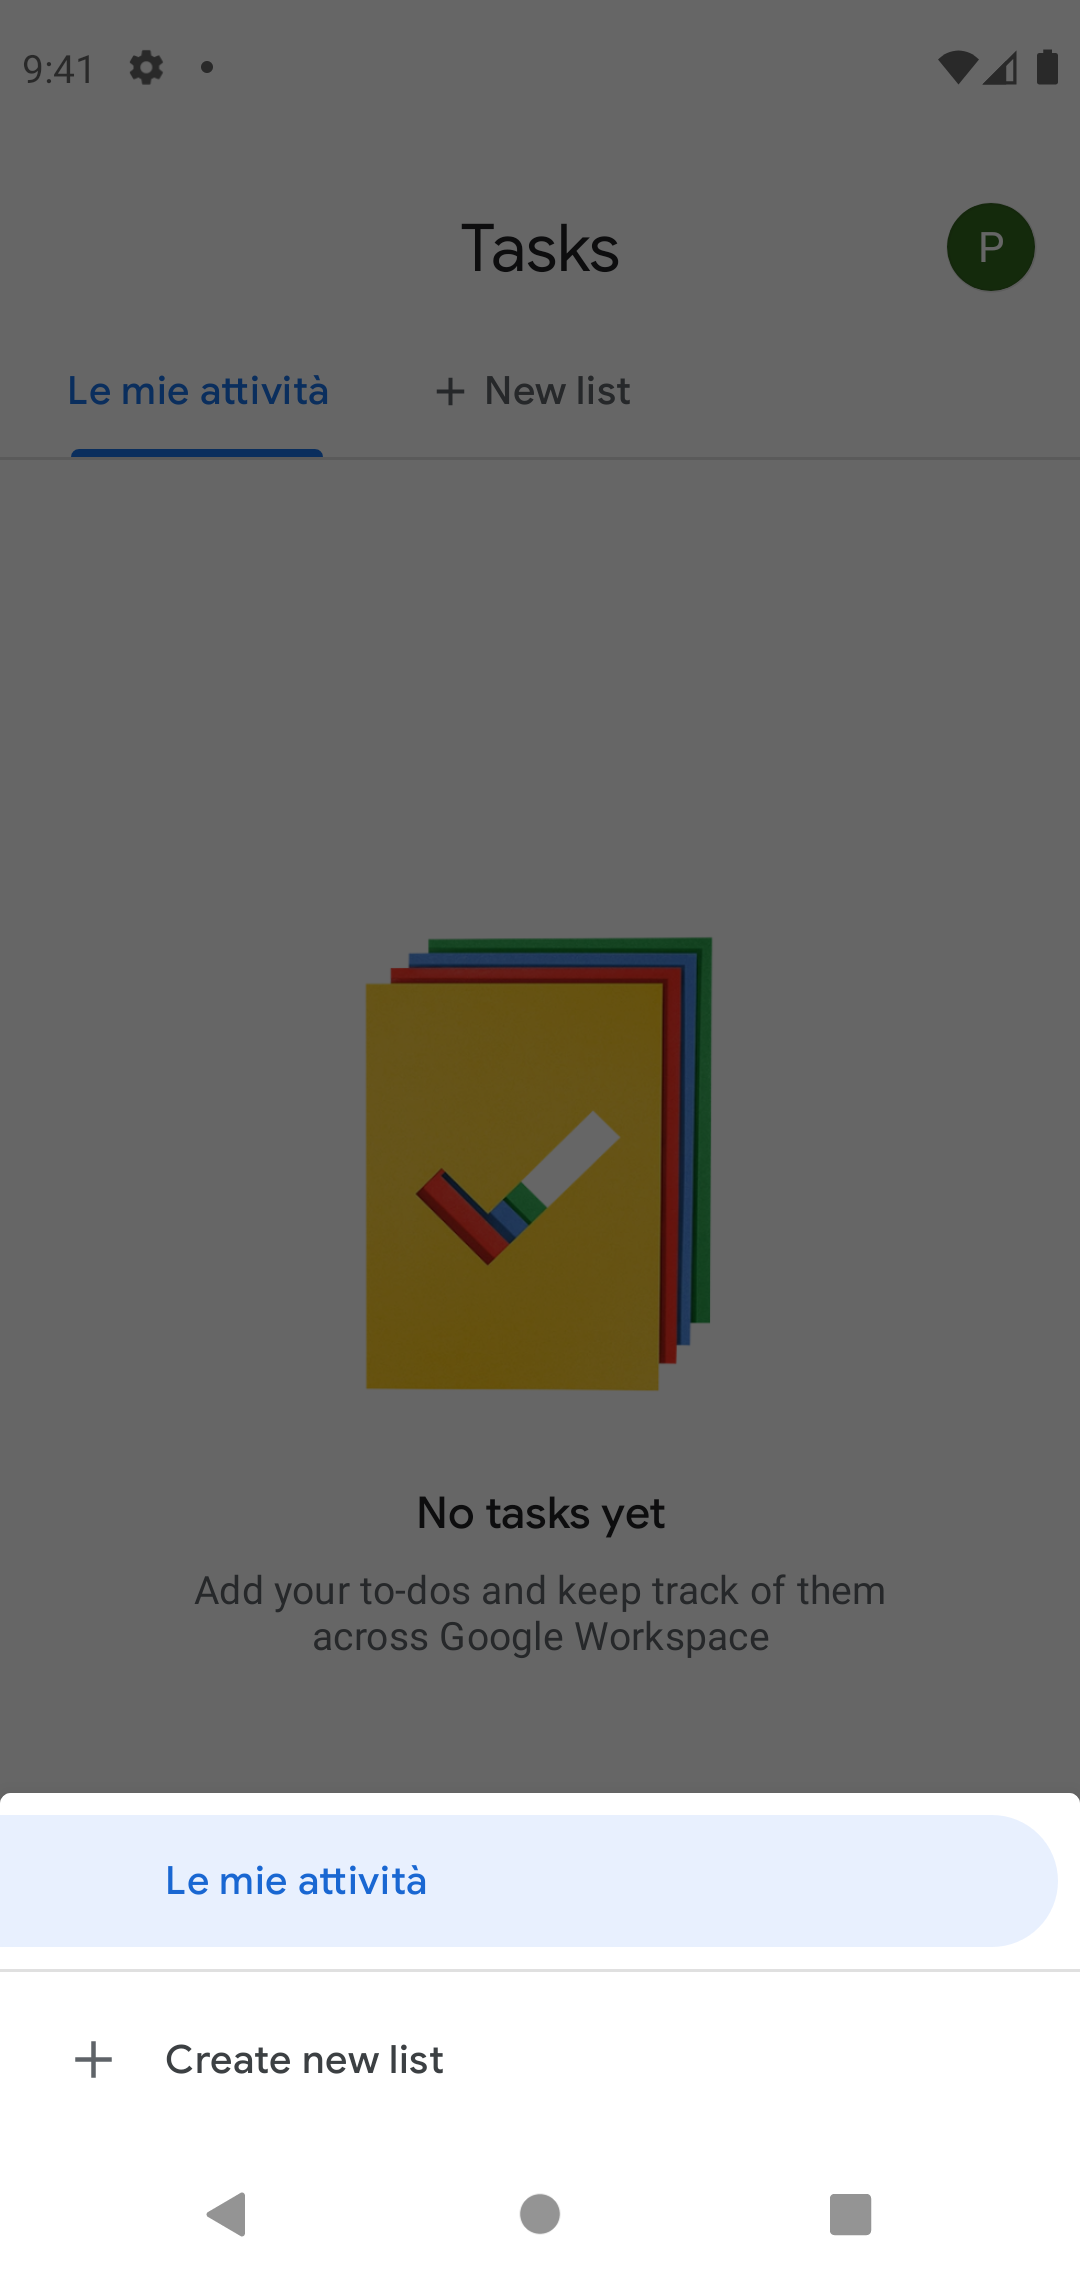 9:41
Tasks
P
Le mie attività
New list
No tasks yet
Add your to-dos and keep track of them
across Google Workspace
Le mie attività
Create new list